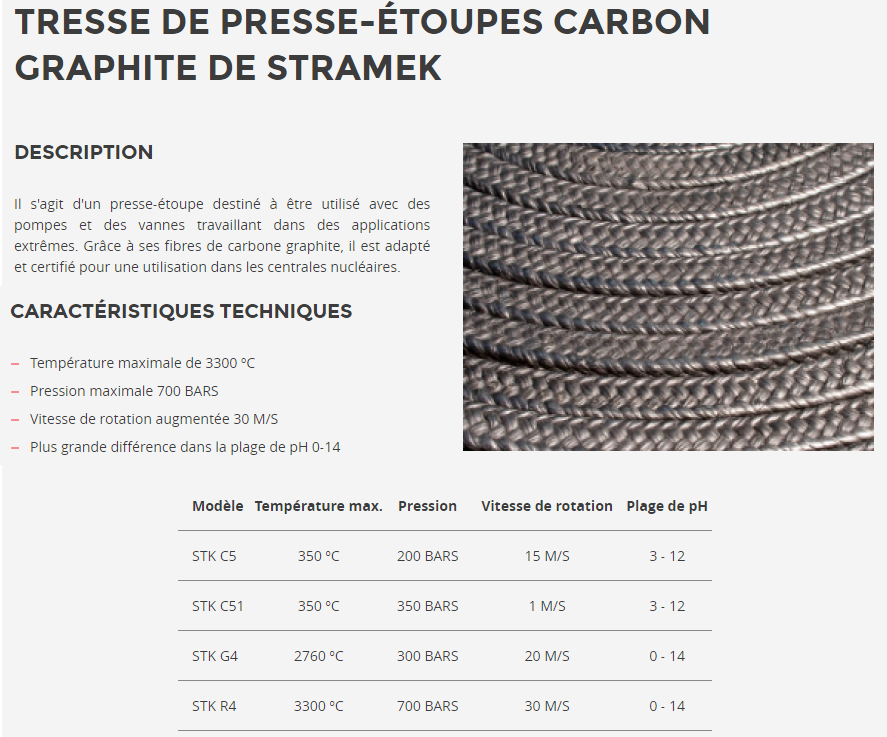 TRESSE DE PRESSE-ÉTOUPES CARBON
GRAPHITE DE STRAMEK
DESCRIPTION
Il s'agit d'un presse-étoupe destiné à être utilisé avec des
pompes et des vannes travaillant dans des applications
extrêmes. Grâce à ses fibres de carbone graphite, il est adapté
et certifié pour une utilisation dans les centrales nucléaires.
CARACTÉRISTIQUES TECHNIQUES
– Température maximale de 3300 ºC
– Pression maximale 700 BARS
– Vitesse de rotation augmentée 30 M/S
– Plus grande différence dans la plage de pH 0-14
Modèle Température max. Pression Vitesse de rotation Plage de pH
STK C5 350 ºC 200 BARS 15 M/S 3 - 12
STK C51 350 ºC 350 BARS 1 M/S 3 - 12
STK G4 2760 ºC 300 BARS 20 M/S 0 - 14
STK R4 3300 ºC 700 BARS 30 M/S 0 - 14